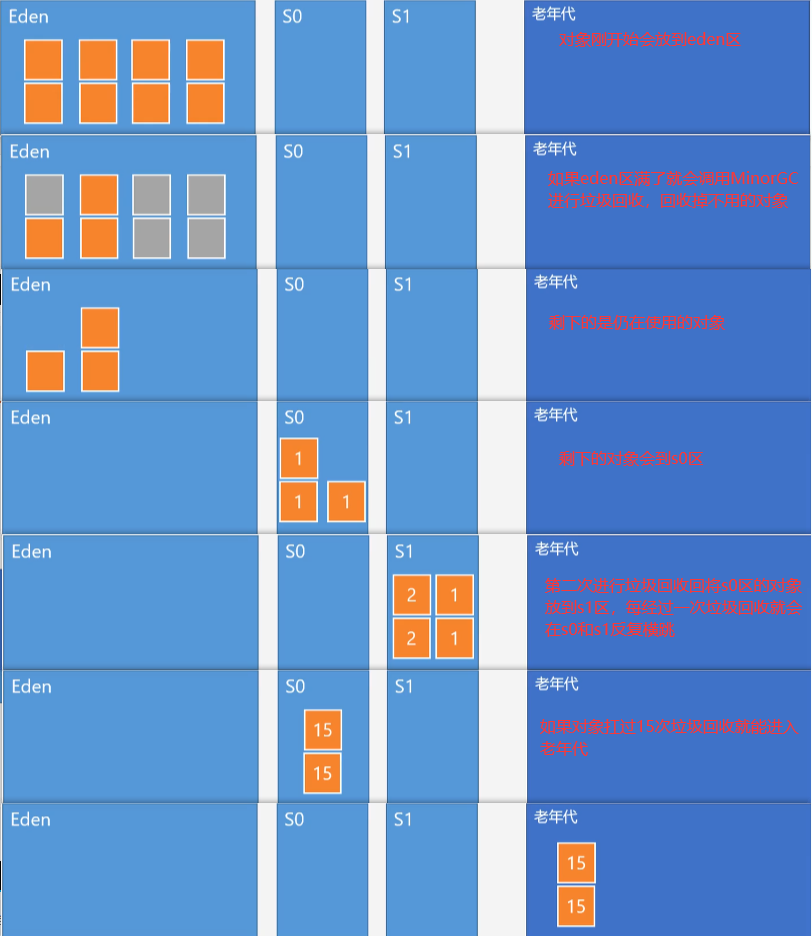 Eden S0 S1 老年代
对象刚开始会放到eden区
Eden S0 S1 老年代
如果eden区满了就会调用MinorGC
进行垃圾回收，回收掉不用的对象
Eden S0 S1 老年代
剩下的是仍在使用的对象
Eden S0 S1 老年代
1
剩下的对象会到s0区
1 1
Eden S0 S1 老年代
2 1
第二次进行垃圾回收时将s0区的对象
放到s1区，每经过一次垃圾回收就会
2 1
在s0和s1反复横跳
Eden S0 S1 老年代
15
如果对象扛过15次垃圾回收就能进入
老年代
15
Eden S0 S1 老年代
15
15